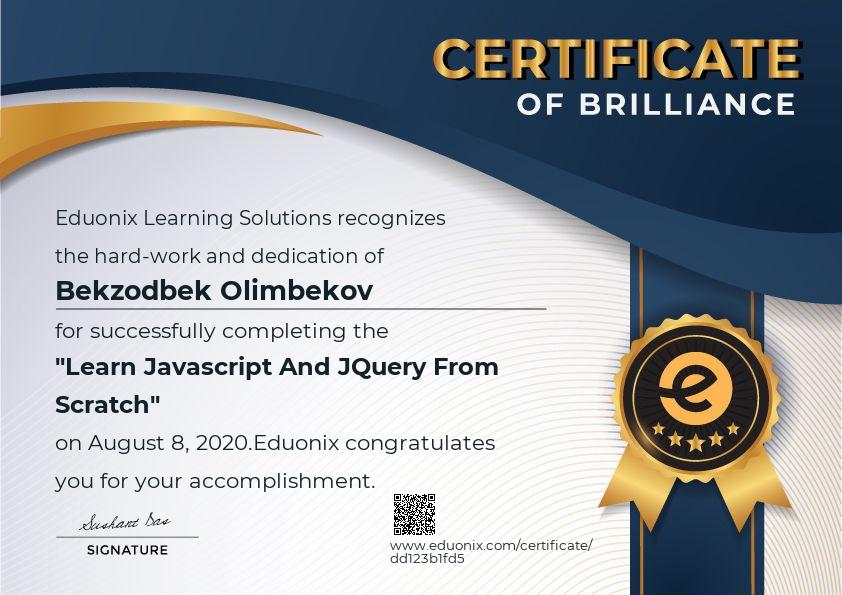 CERTIFICATE
OF BRILLIANCE
Eduonix Learning Solutions recognizes
the hard-work and dedication of
Bekzodbek Olimbekov
for successfully completing the
"Learn Javascript And JQuery From
Scratch"
on August 8, 2020.Eduonix congratulates
you for your accomplishment.
Sushant Das
SIGNATURE
www.eduonix.com/certificate/
dd123b1fd5
e